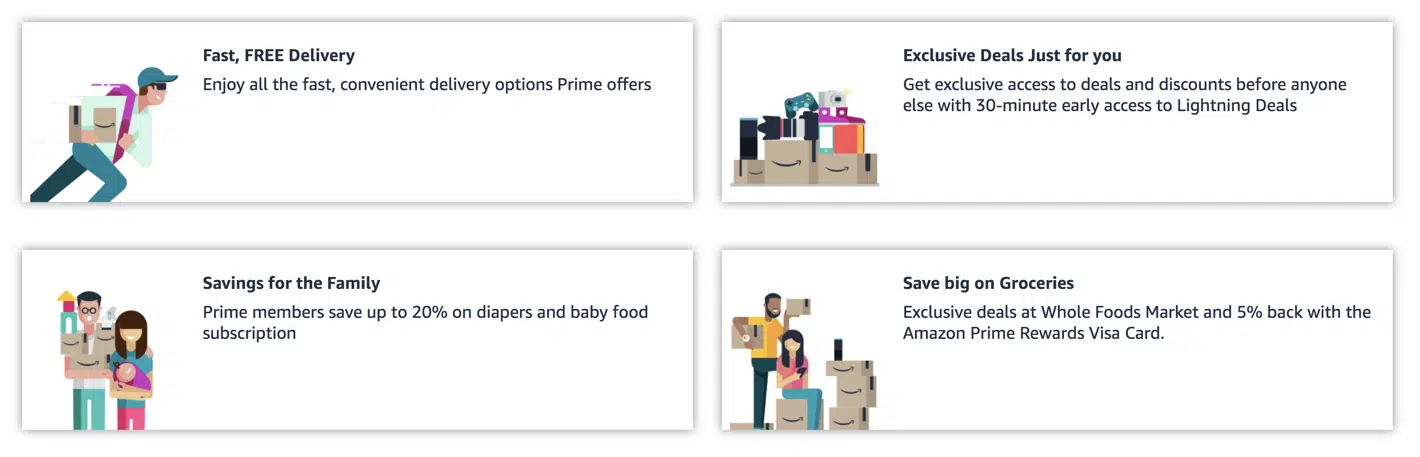 Fast, FREE Delivery
Enjoy all the fast, convenient delivery options Prime offers
Exclusive Deals Just for you
Get exclusive access to deals and discounts before anyone
else with 30-minute early access to Lightning Deals
Savings for the Family
Prime members save up to 20% on diapers and baby food
subscription
Save big on Groceries
Exclusive deals at Whole Foods Market and 5% back with the
Amazon Prime Rewards Visa Card.